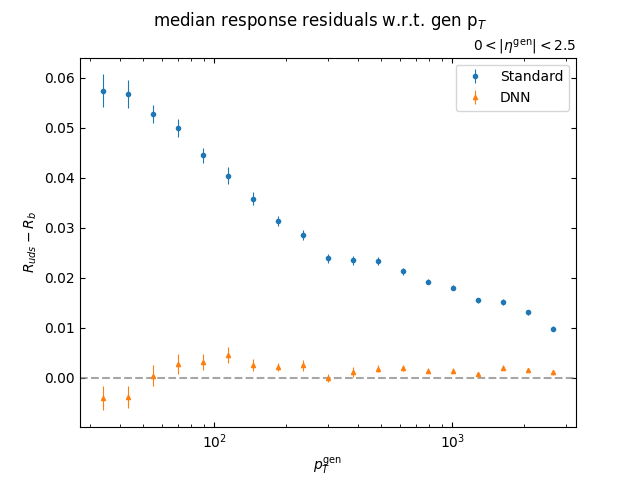 median response residuals w.r.t. gen p_T
0 < |η^gen| < 2.5
Standard
DNN
0.06
0.05
0.04
0.03
0.02
0.01
0.00
R_uds − R_b
10^2
10^3
p_T^gen